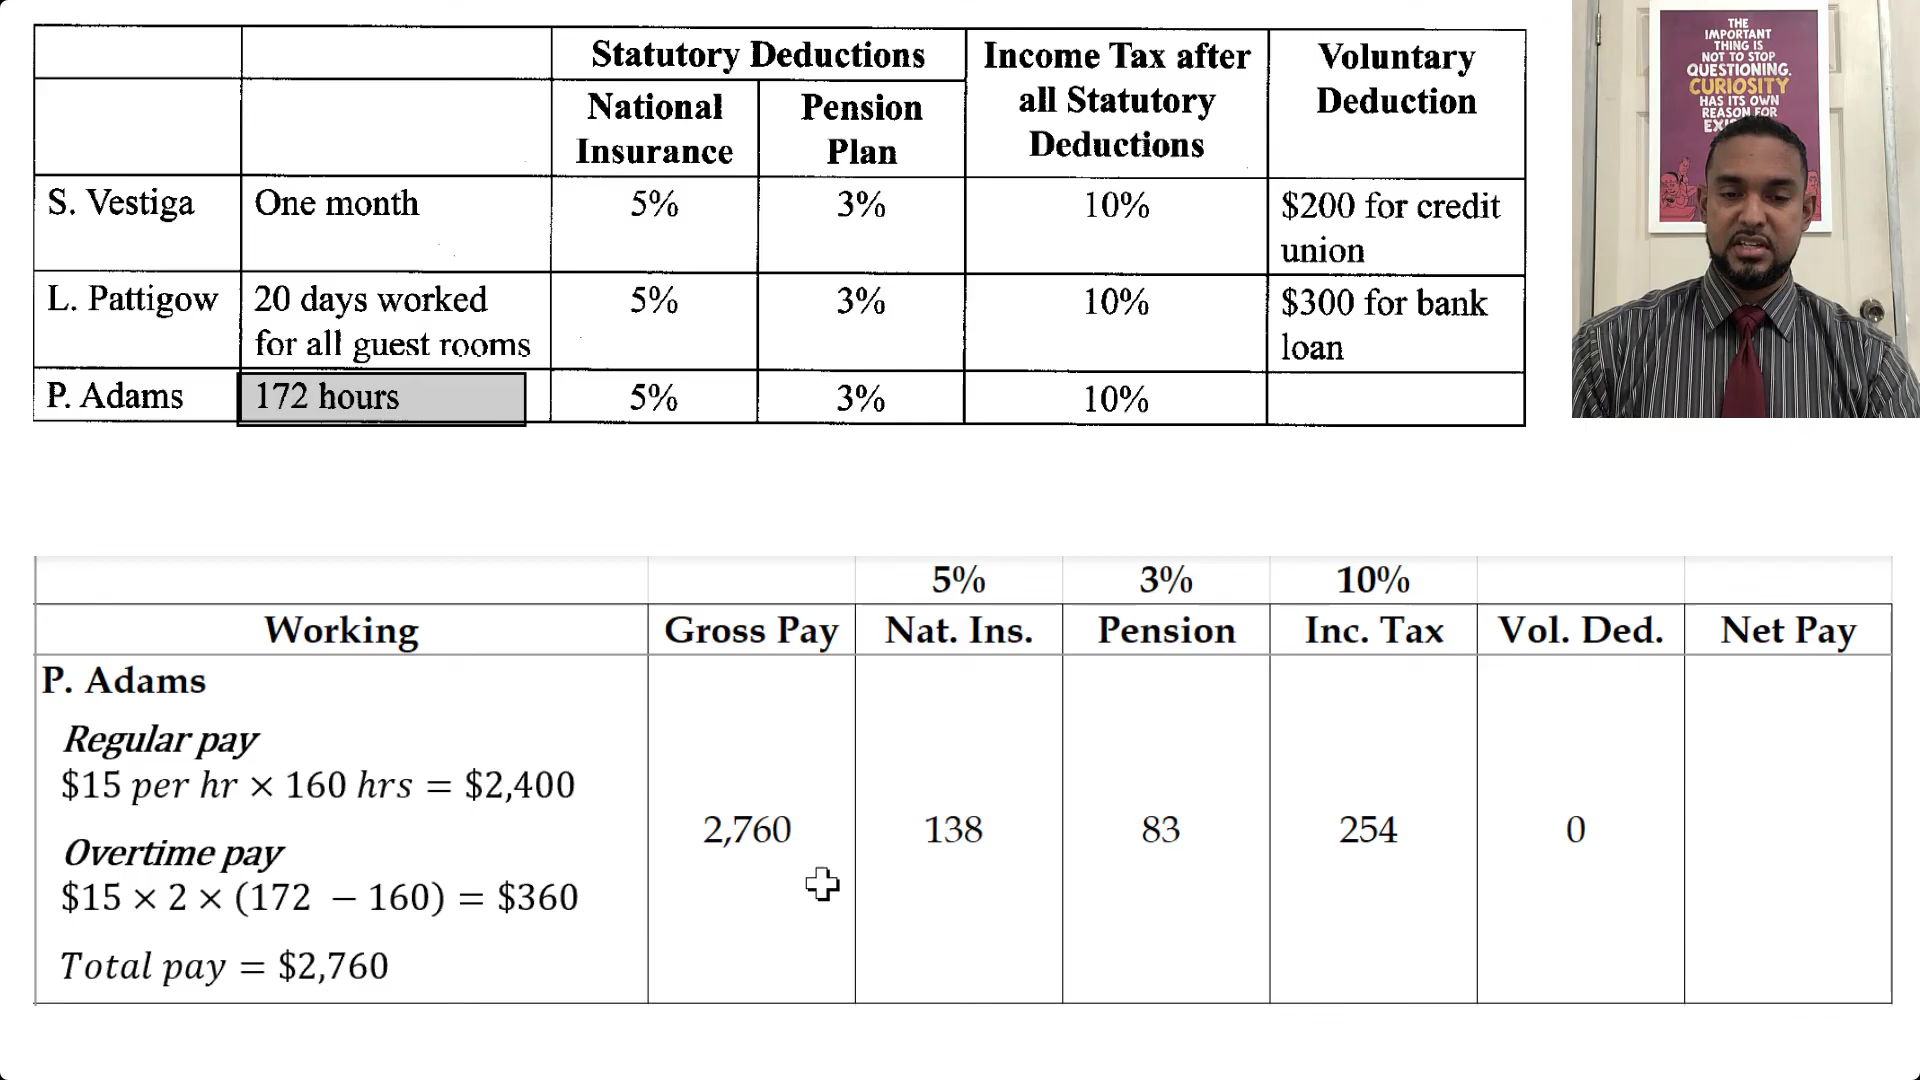 Statutory Deductions
Income Tax after
all Statutory
Deductions
Voluntary
Deduction
National
Insurance
Pension
Plan
S. Vestiga One month 5% 3% 10% $200 for credit
union
L. Pattigow 20 days worked 5% 3% 10% $300 for bank
for all guest rooms loan
P. Adams 172 hours 5% 3% 10%
THE
IMPORTANT
THING IS
NOT TO STOP
QUESTIONING.
CURIOSITY
HAS ITS OWN
REASON FOR
5% 3% 10%
Working Gross Pay Nat. Ins. Pension Inc. Tax Vol. Ded. Net Pay
P. Adams
Regular pay
$15 per hr × 160 hrs = $2,400
2,760 138 83 254 0
Overtime pay
$15 × 2 × (172 − 160) = $360
Total pay = $2,760